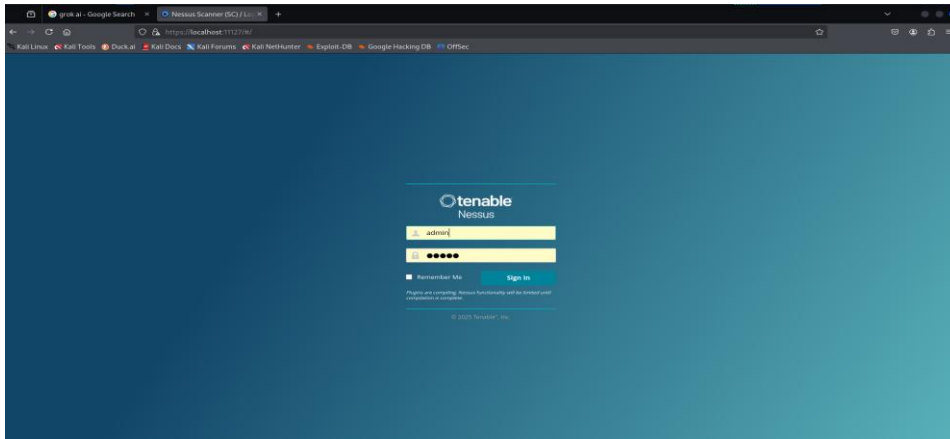 grok ai - Google Search × Nessus Scanner (SC) / Lo × +
https://localhost:11127/#/
Kali Linux Kali Tools Duck.ai Kali Docs Kali Forums Kali NetHunter Exploit-DB Google Hacking DB OffSec
tenable
Nessus
admin
Remember Me Sign In
Plugins are compiling. Nessus functionality will be limited until
compilation is complete.
© 2025 Tenable®, Inc.